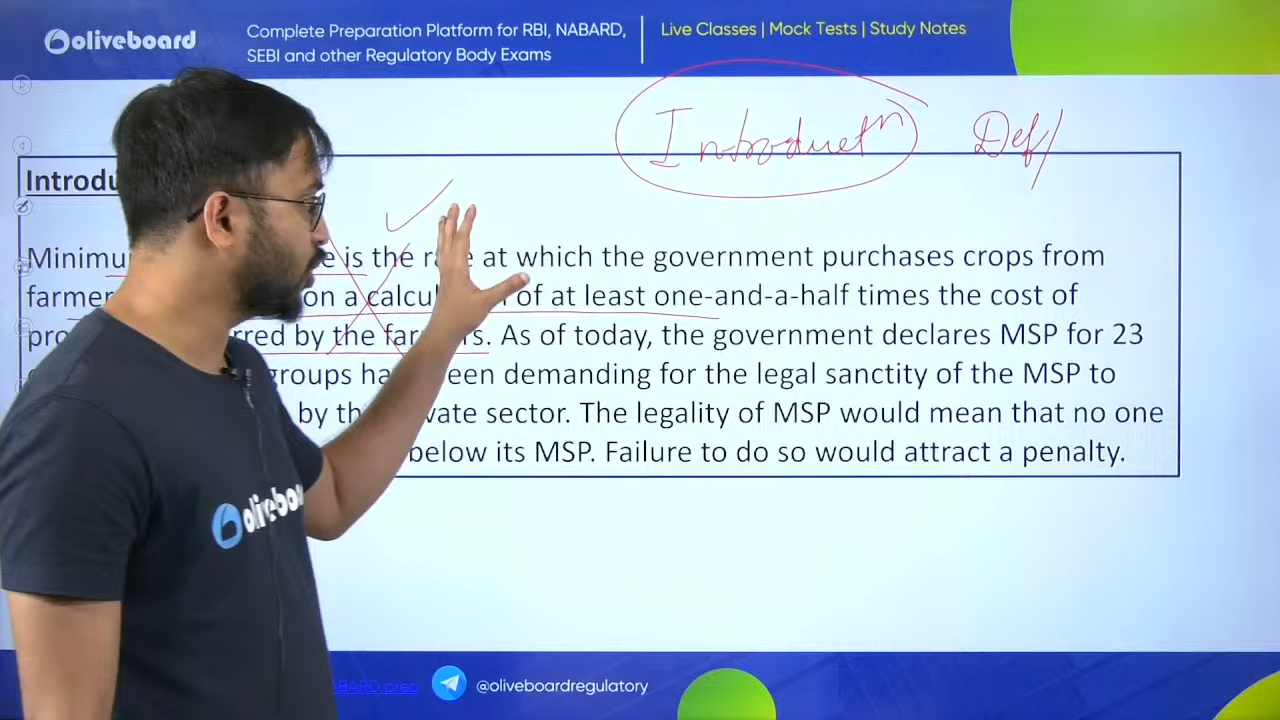 oliveboard
Complete Preparation Platform for RBI, NABARD,
SEBI and other Regulatory Body Exams
Live Classes | Mock Tests | Study Notes
Introductn Def/
Introdu
Minimu e is the r e at which the government purchases crops from
farmer on a calcul of at least one-and-a-half times the cost of
pro rred by the far rs. As of today, the government declares MSP for 23
groups ha een demanding for the legal sanctity of the MSP to
by th vate sector. The legality of MSP would mean that no one
below its MSP. Failure to do so would attract a penalty.
oliveboa
BARD prep
@oliveboardregulatory